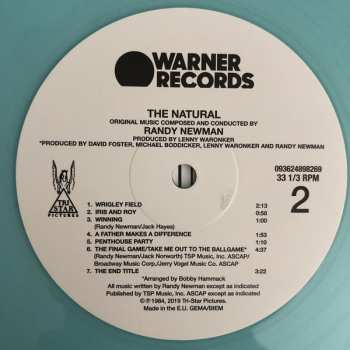 WARNER
RECORDS
THE NATURAL
ORIGINAL MUSIC COMPOSED AND CONDUCTED BY
RANDY NEWMAN
PRODUCED BY LENNY WARONKER
*PRODUCED BY DAVID FOSTER, MICHAEL BODDICKER, LENNY WARONKER AND RANDY NEWMAN
093624898269
33 1/3 RPM
2
TRI
STAR
PICTURES
1. WRIGLEY FIELD 2:13
2. IRIS AND ROY 0:58
3. WINNING 1:00
(Randy Newman/Jack Hayes)
4. A FATHER MAKES A DIFFERENCE 1:53
5. PENTHOUSE PARTY 1:10
6. THE FINAL GAME/TAKE ME OUT TO THE BALLGAME* 4:37
(Randy Newman/Jack Norworth) TSP Music, Inc. ASCAP/
Broadway Music Corp./Jerry Vogel Music Co. ASCAP
7. THE END TITLE 3:22
*Arranged by Bobby Hammack
All music written by Randy Newman except as indicated
Published by TSP Music, Inc. ASCAP except as indicated
℗ © 1984, 2019 Tri-Star Pictures.
Made in the E.U. GEMA/BIEM